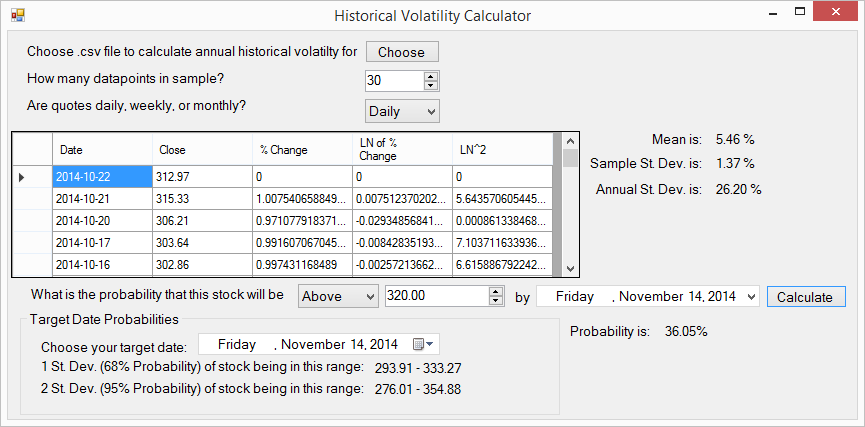 Historical Volatility Calculator
Choose .csv file to calculate annual historical volatilty for Choose
How many datapoints in sample? 30
Are quotes daily, weekly, or monthly? Daily
Date Close % Change LN of % Change LN^2
2014-10-22 312.97 0 0 0
2014-10-21 315.33 1.007540658849... 0.007512370202... 5.643570605445...
2014-10-20 306.21 0.971077918371... -0.02934856841... 0.000861338468...
2014-10-17 303.64 0.991607067045... -0.00842835193... 7.103711633936...
2014-10-16 302.86 0.997431168489 -0.00257213662... 6.615886792242...
Mean is: 5.46 %
Sample St. Dev. is: 1.37 %
Annual St. Dev. is: 26.20 %
What is the probability that this stock will be Above 320.00 by Friday , November 14, 2014 Calculate
Target Date Probabilities
Choose your target date: Friday , November 14, 2014
1 St. Dev. (68% Probability) of stock being in this range: 293.91 - 333.27
2 St. Dev. (95% Probability) of stock being in this range: 276.01 - 354.88
Probability is: 36.05%